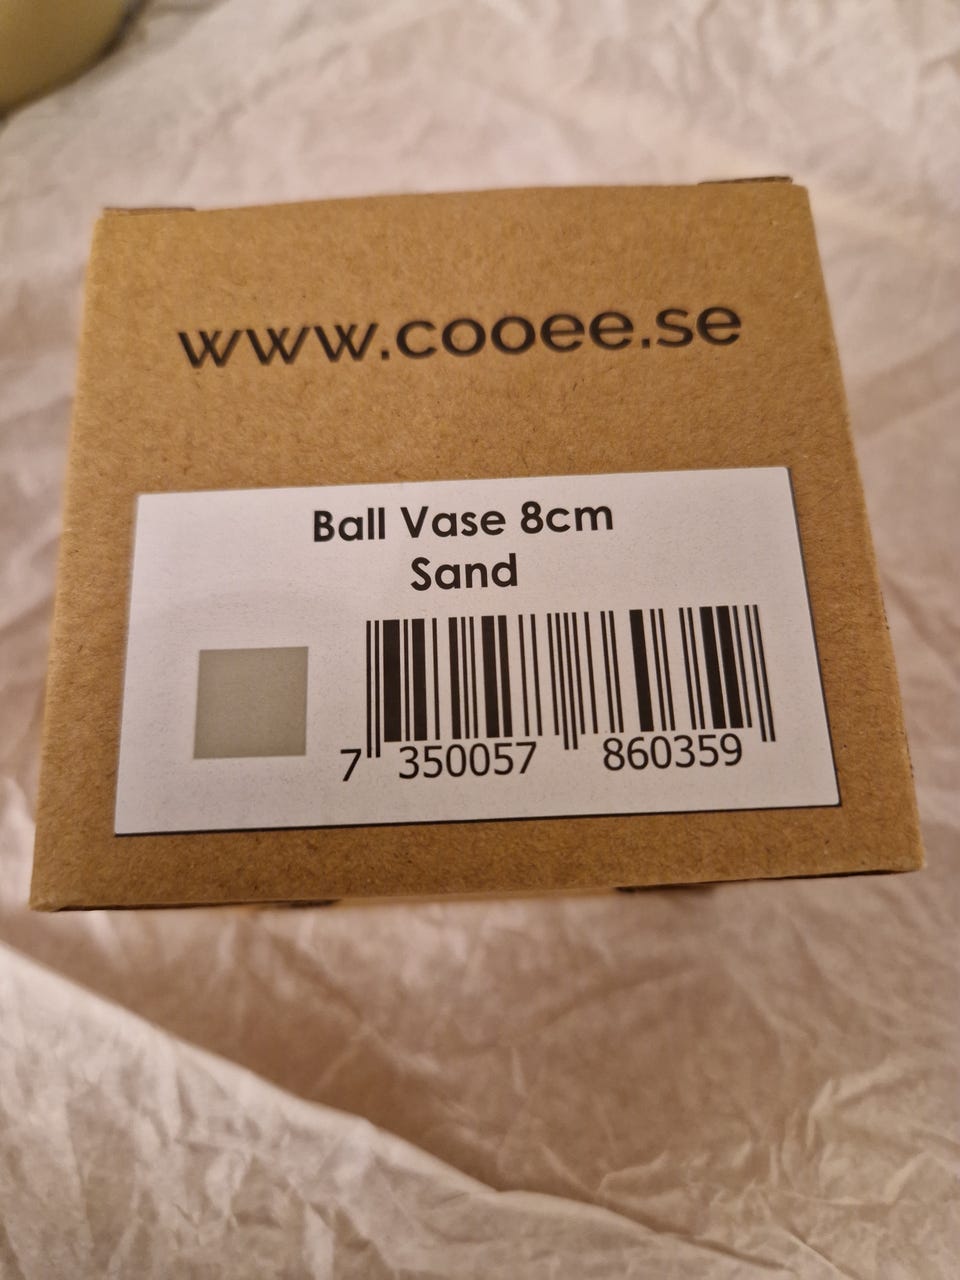 www.cooee.se
Ball Vase 8cm
Sand
7 350057 860359